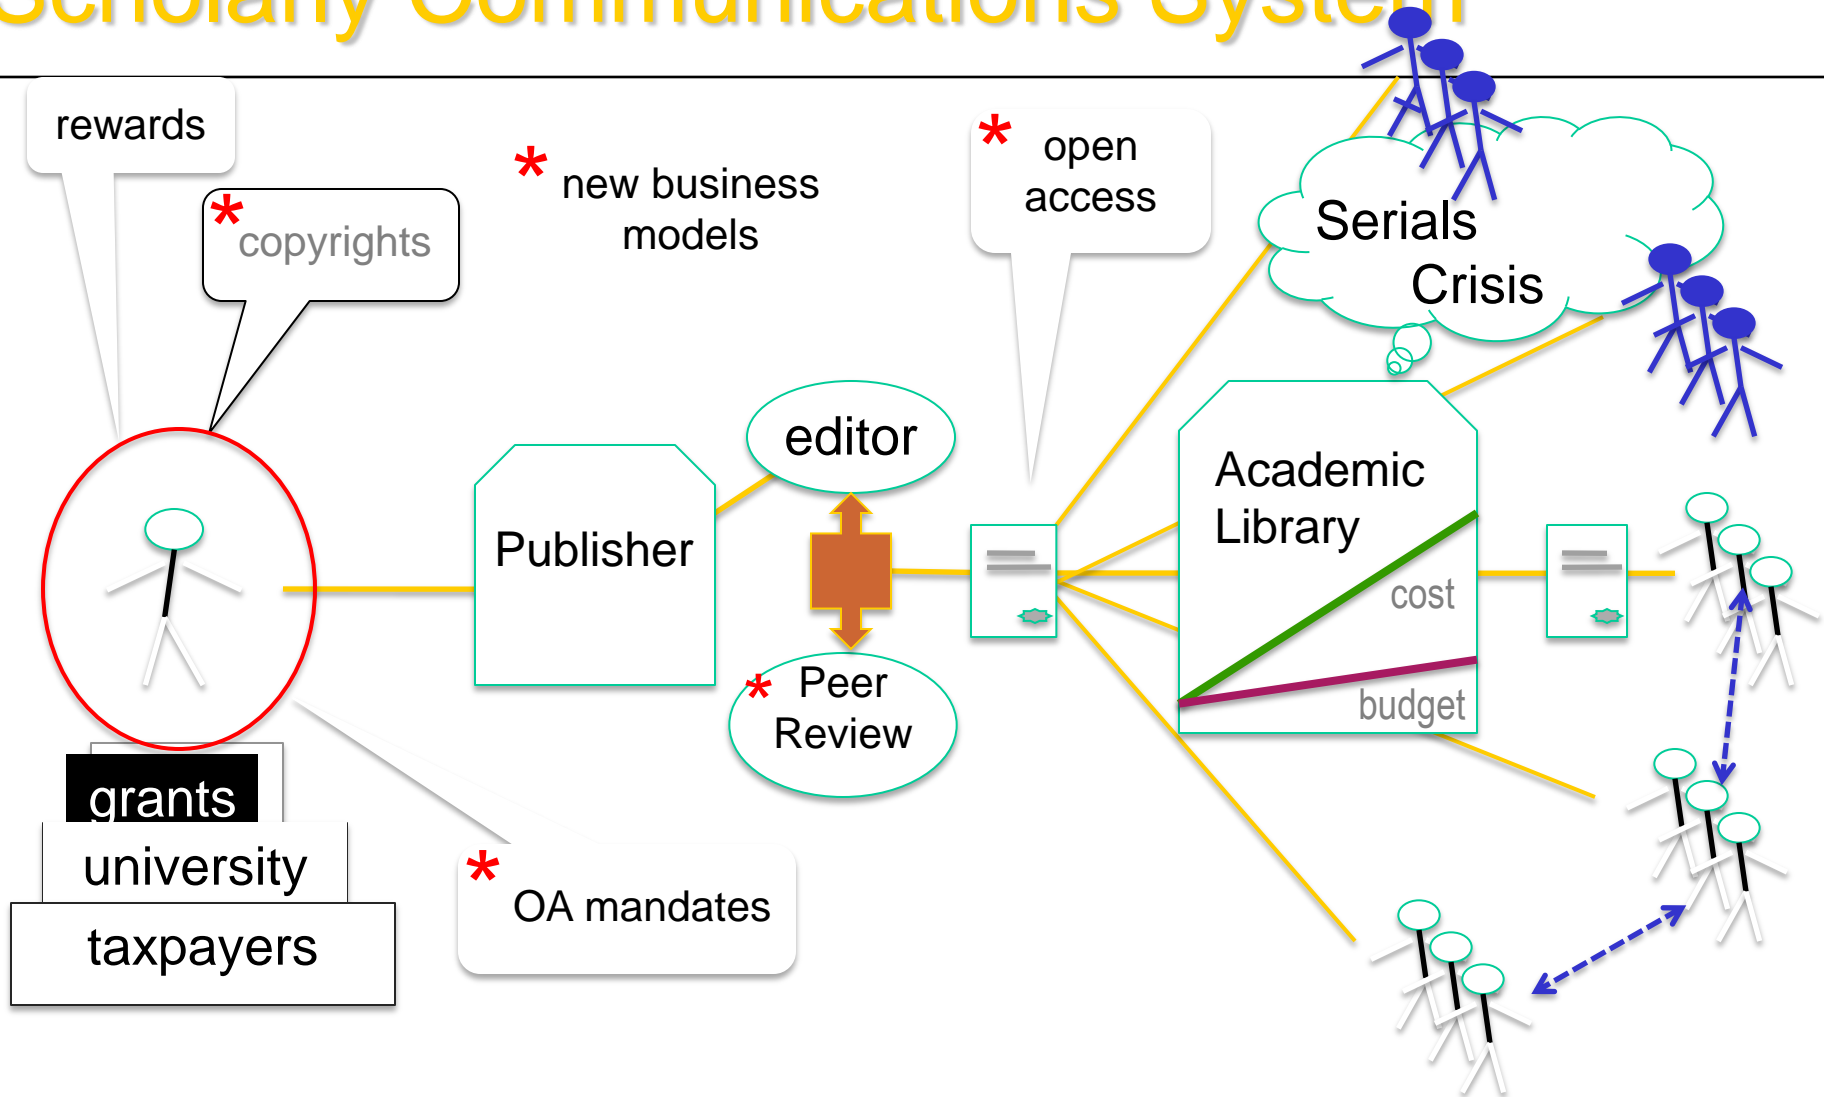 Scholarly Communications System
rewards
* copyrights
* new business
models
* open
access
Serials
Crisis
editor
Publisher
Academic
Library
cost
budget
* Peer
Review
grants
university
taxpayers
* OA mandates